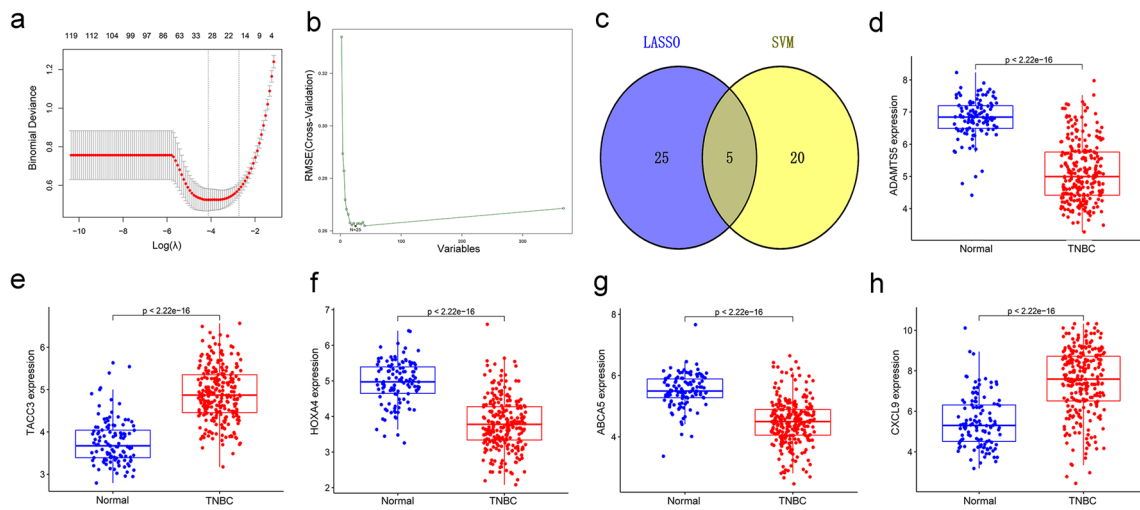 a
119 112 104 99 97 86 63 33 28 22 14 9 4
Binomial Deviance
1.2
1.0
0.8
0.6
−10 −8 −6 −4 −2
Log(λ)
b
RMSE(Cross-Validation)
0.32
0.30
0.28
0.26
N=25
0 100 200 300
Variables
c
LASSO SVM
25 5 20
d
p < 2.22e−16
ADAMTS5 expression
8
7
6
5
4
Normal TNBC
e
p < 2.22e−16
TACC3 expression
6
5
4
3
Normal TNBC
f
p < 2.22e−16
HOXA4 expression
7
6
5
4
3
2
Normal TNBC
g
p < 2.22e−16
ABCA5 expression
8
6
4
Normal TNBC
h
p < 2.22e−16
CXCL9 expression
10
8
6
4
Normal TNBC